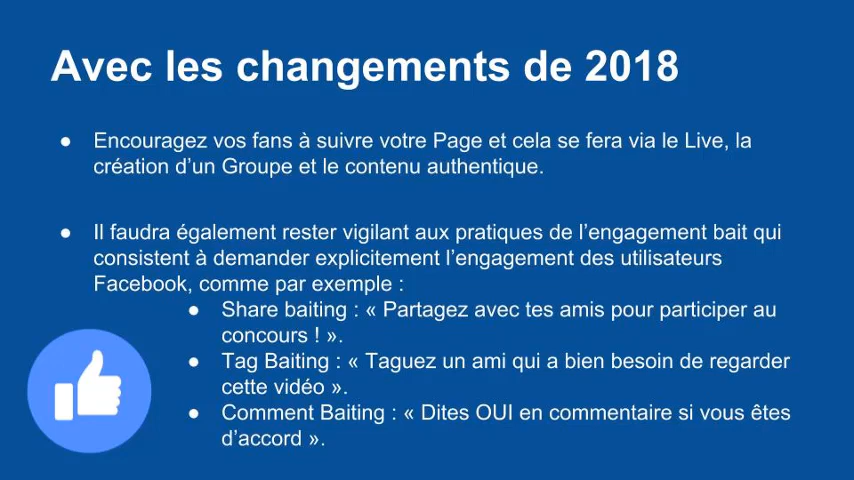 Avec les changements de 2018
● Encouragez vos fans à suivre votre Page et cela se fera via le Live, la
création d’un Groupe et le contenu authentique.
● Il faudra également rester vigilant aux pratiques de l’engagement bait qui
consistent à demander explicitement l’engagement des utilisateurs
Facebook, comme par exemple :
● Share baiting : « Partagez avec tes amis pour participer au
concours ! ».
● Tag Baiting : « Taguez un ami qui a bien besoin de regarder
cette vidéo ».
● Comment Baiting : « Dites OUI en commentaire si vous êtes
d’accord ».